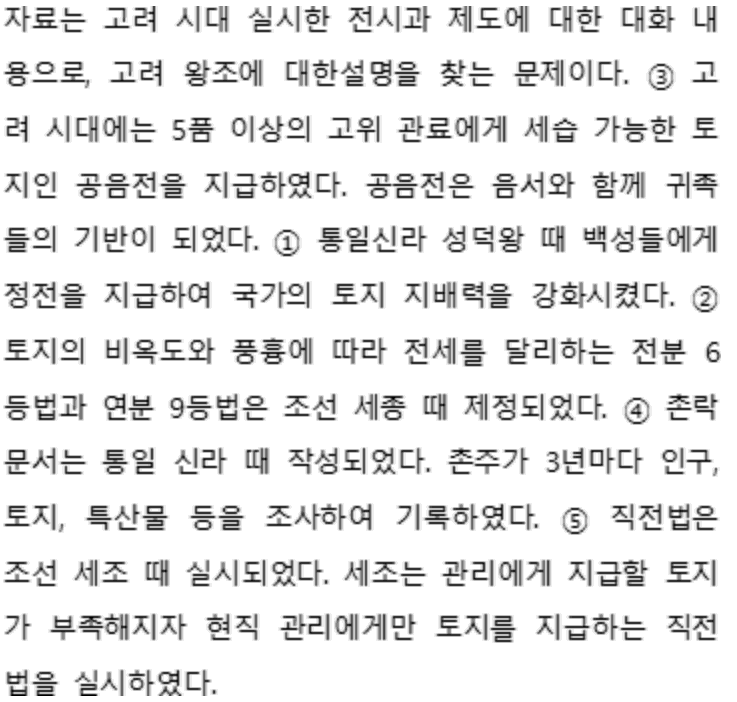 자료는 고려 시대 실시한 전시과 제도에 대한 대화 내
용으로, 고려 왕조에 대한설명을 찾는 문제이다. ③ 고
려 시대에는 5품 이상의 고위 관료에게 세습 가능한 토
지인 공음전을 지급하였다. 공음전은 음서와 함께 귀족
들의 기반이 되었다. ① 통일신라 성덕왕 때 백성들에게
정전을 지급하여 국가의 토지 지배력을 강화시켰다. ②
토지의 비옥도와 풍흉에 따라 전세를 달리하는 전분 6
등법과 연분 9등법은 조선 세종 때 제정되었다. ④ 촌락
문서는 통일 신라 때 작성되었다. 촌주가 3년마다 인구,
토지, 특산물 등을 조사하여 기록하였다. ⑤ 직전법은
조선 세조 때 실시되었다. 세조는 관리에게 지급할 토지
가 부족해지자 현직 관리에게만 토지를 지급하는 직전
법을 실시하였다.